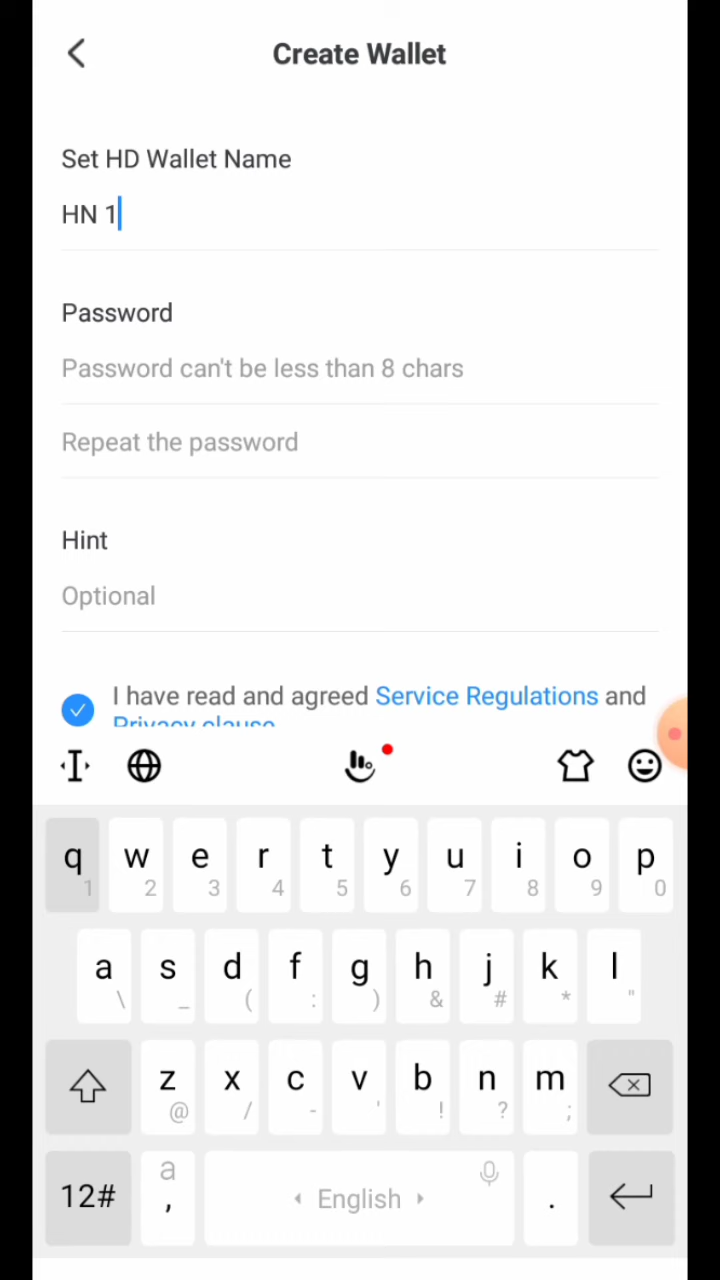 Create Wallet
Set HD Wallet Name
HN 1
Password
Password can't be less than 8 chars
Repeat the password
Hint
Optional
I have read and agreed Service Regulations and
Privacy clause
q w e r t y u i o p
1 2 3 4 5 6 7 8 9 0
a s d f g h j k l
\ _ ( : ) & # * "
z x c v b n m
@ / - ' ! ? ;
12# a , English .